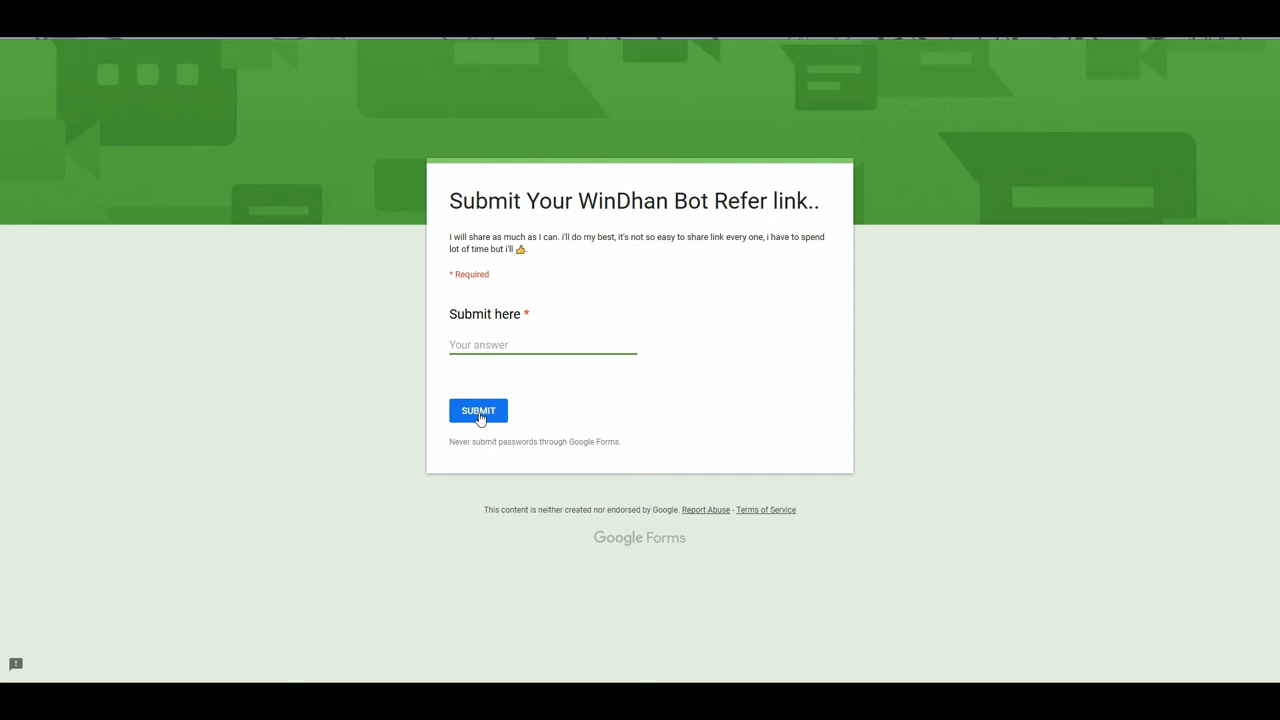 Submit Your WinDhan Bot Refer link..
I will share as much as I can. i'll do my best, it's not so easy to share link every one, i have to spend
lot of time but i'll 👍.
* Required
Submit here *
Your answer
SUBMIT
Never submit passwords through Google Forms.
This content is neither created nor endorsed by Google. Report Abuse - Terms of Service
Google Forms